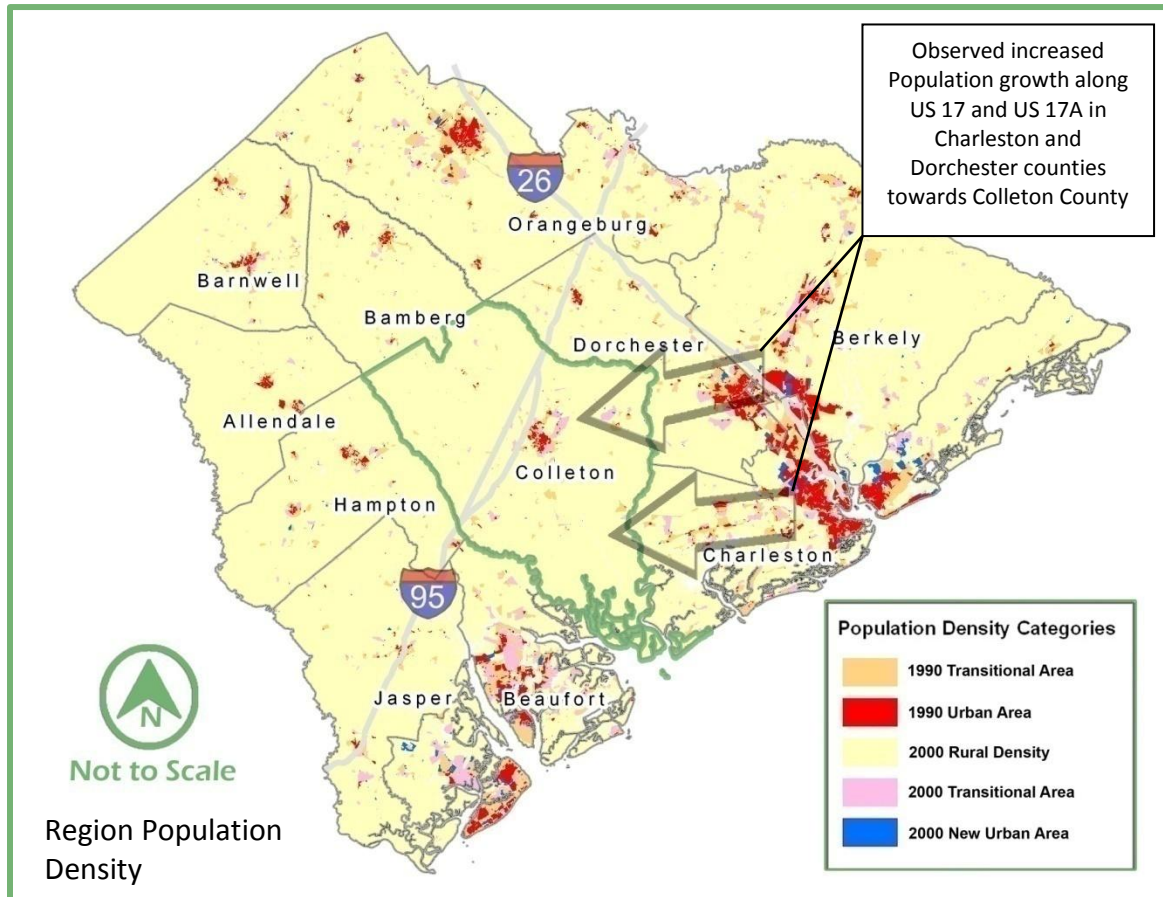 Observed increased
Population growth along
US 17 and US 17A in
Charleston and
Dorchester counties
towards Colleton County
26
Orangeburg
Barnwell
Bamberg
Dorchester
Berkely
Allendale
Colleton
Hampton
Charleston
95
Jasper
Beaufort
N
Not to Scale
Region Population
Density
Population Density Categories
1990 Transitional Area
1990 Urban Area
2000 Rural Density
2000 Transitional Area
2000 New Urban Area